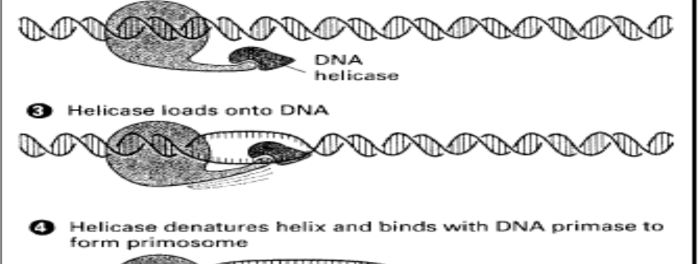 DNA
helicase
3 Helicase loads onto DNA
4 Helicase denatures helix and binds with DNA primase to
form primosome